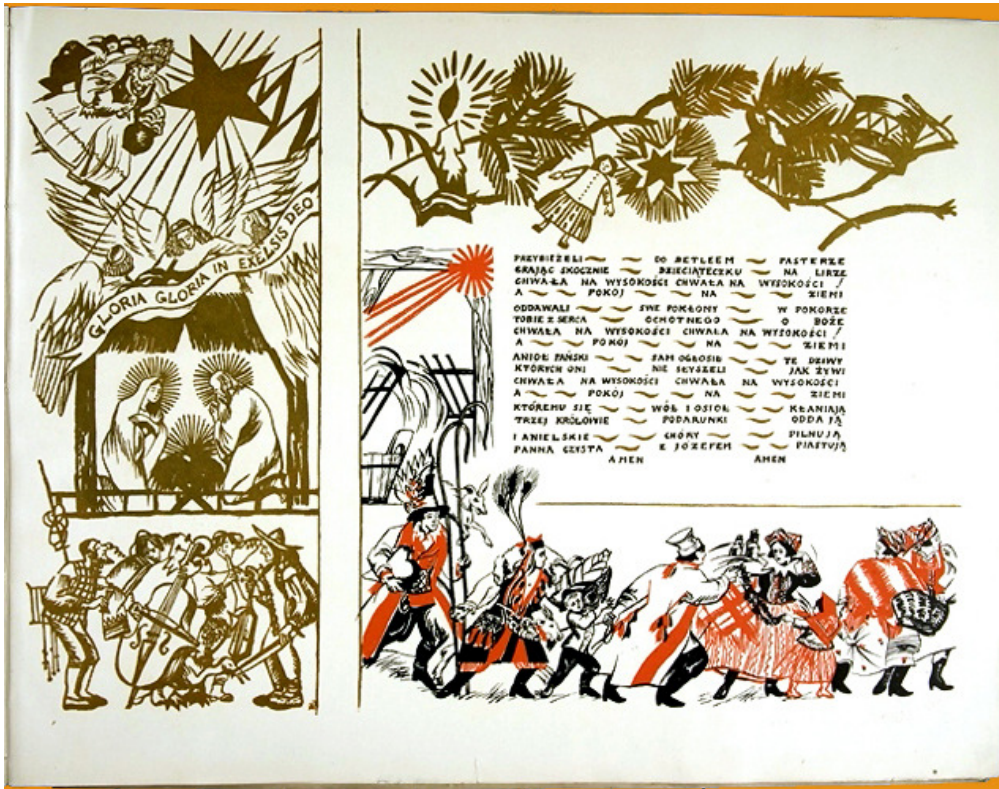 GLORIA GLORIA IN EXELSIS DEO
PRZYBIEŻELI DO BETLEEM PASTERZE
GRAJĄC SKOCZNIE DZIECIĄTECZKU NA LIRZE
CHWAŁA NA WYSOKOŚCI CHWAŁA NA WYSOKOŚCI /
A POKÓJ NA ZIEMI
ODDAWALI SWE POKŁONY W POKORZE
TOBIE Z SERCA OCHOTNEGO O BOŻE
CHWAŁA NA WYSOKOŚCI CHWAŁA NA WYSOKOŚCI /
A POKÓJ NA ZIEMI
ANIOŁ PAŃSKI SAM OGŁOSIŁ TE DZIWY
KTÓRYCH ONI NIE SŁYSZELI JAK ŻYWI
CHWAŁA NA WYSOKOŚCI CHWAŁA NA WYSOKOŚCI
A POKÓJ NA ZIEMI
KTÓREMU SIĘ WÓŁ I OSIOŁ KŁANIAJĄ
TRZEJ KRÓLOWIE PODARUNKI ODDAJĄ
I ANIELSKIE CHÓRY PILNUJĄ
PANNA CZYSTA Z JÓZEFEM PIASTUJĄ
AMEN AMEN